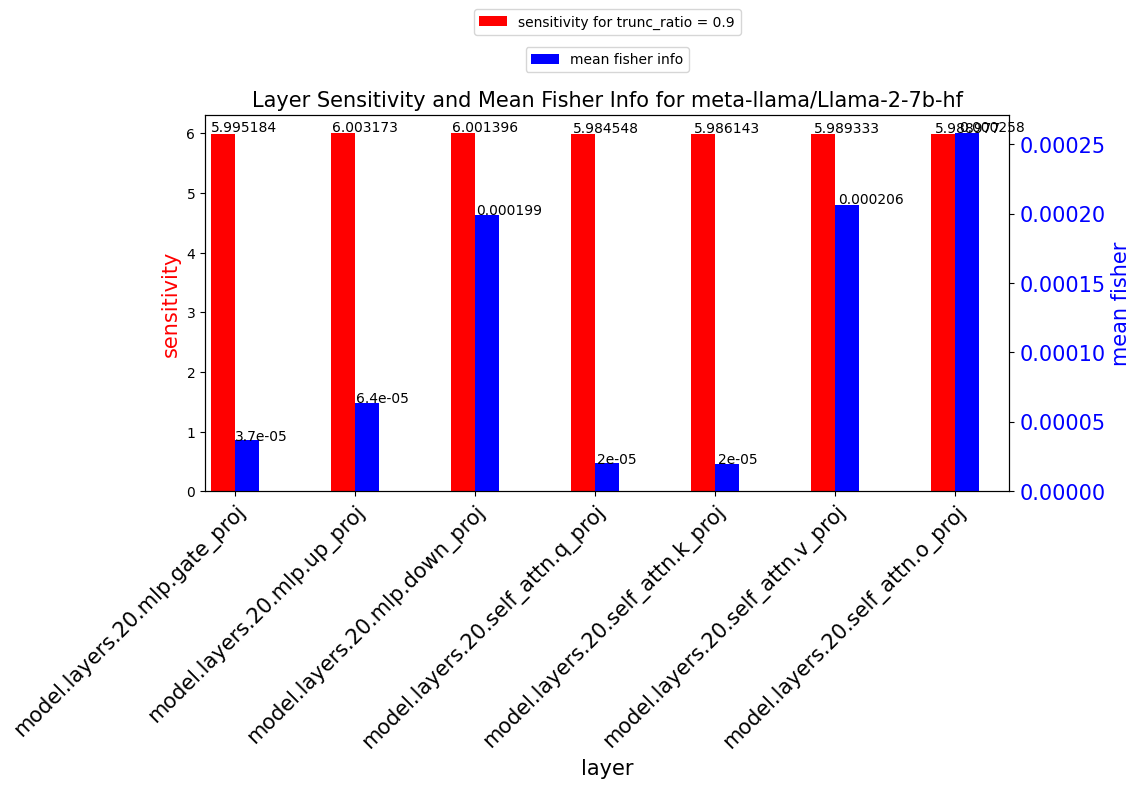 sensitivity for trunc_ratio = 0.9
mean fisher info
Layer Sensitivity and Mean Fisher Info for meta-llama/Llama-2-7b-hf
5.995184
6.003173
6.001396
5.984548
5.986143
5.989333
5.988977
0.000258
0.000199
0.000206
3.7e-05
6.4e-05
2e-05
2e-05
6
5
4
3
2
1
0
sensitivity
0.00025
0.00020
0.00015
0.00010
0.00005
0.00000
mean fisher
model.layers.20.mlp.gate_proj
model.layers.20.mlp.up_proj
model.layers.20.mlp.down_proj
model.layers.20.self_attn.q_proj
model.layers.20.self_attn.k_proj
model.layers.20.self_attn.v_proj
model.layers.20.self_attn.o_proj
layer